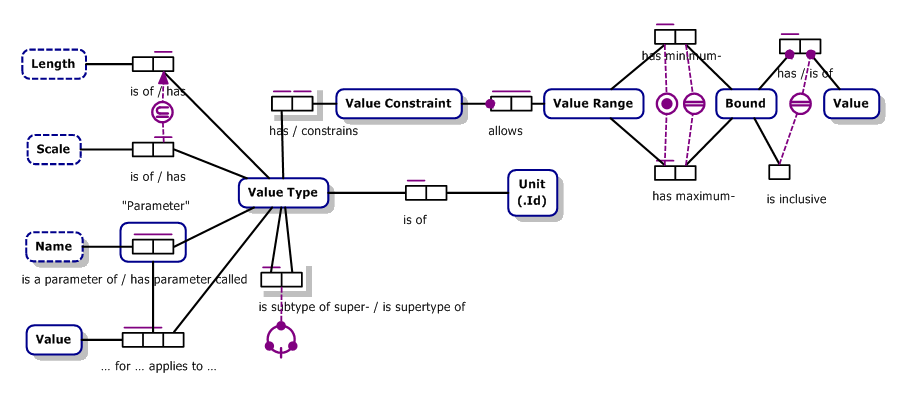 has minimum-
Length
has / is of
is of / has
Value Constraint
Value Range
Bound
Value
has / constrains
allows
Scale
is of / has
Value Type
Unit
(.Id)
has maximum-
is inclusive
"Parameter"
is of
Name
is a parameter of / has parameter called
is subtype of super- / is supertype of
Value
... for ... applies to ...